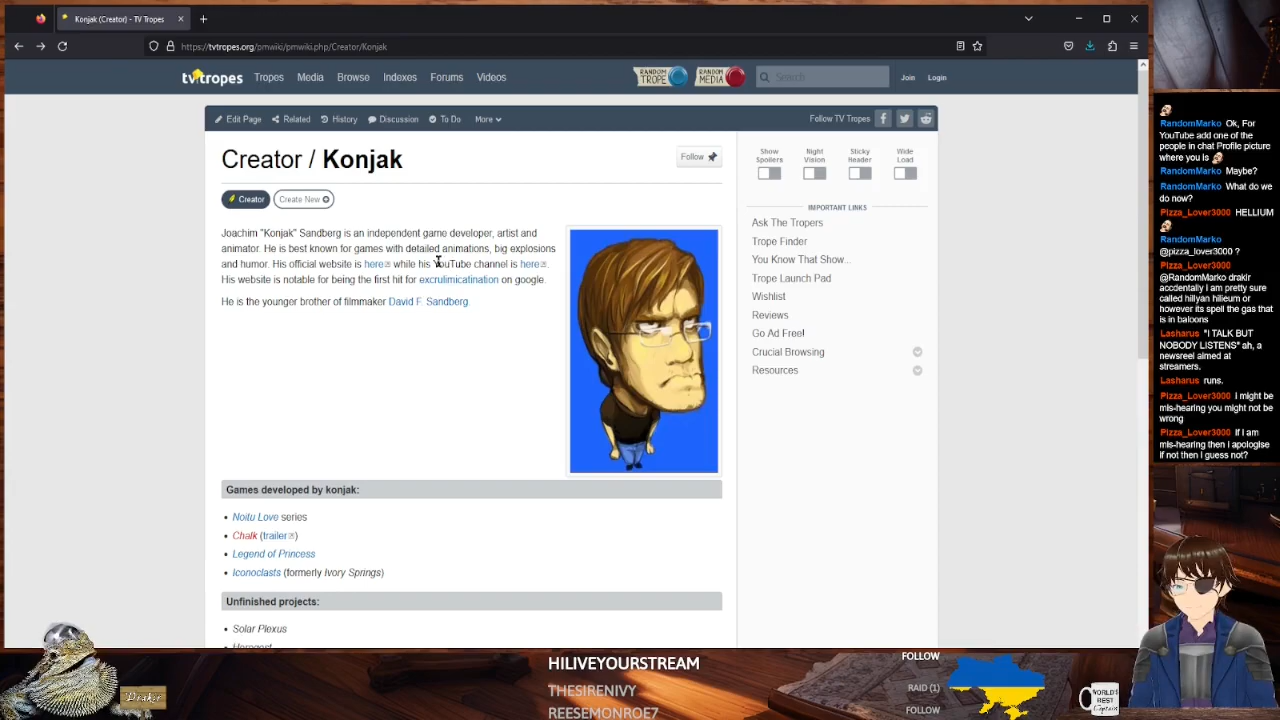 Konjak (Creator) - TV Tropes
https://tvtropes.org/pmwiki/pmwiki.php/Creator/Konjak
tvtropes
Tropes
Media
Browse
Indexes
Forums
Videos
RANDOM
TROPE
RANDOM
MEDIA
Search
Join
Login
Edit Page
Related
History
Discussion
To Do
More
Follow TV Tropes
Creator / Konjak
Follow
Creator
Create New
Joachim "Konjak" Sandberg is an independent game developer, artist and
animator. He is best known for games with detailed animations, big explosions
and humor. His official website is here while his YouTube channel is here.
His website is notable for being the first hit for excrulimicatination on google.
He is the younger brother of filmmaker David F. Sandberg.
Games developed by konjak:
• Noitu Love series
• Chalk (trailer)
• Legend of Princess
• Iconoclasts (formerly Ivory Springs)
Unfinished projects:
• Solar Plexus
Show
Spoilers
Night
Vision
Sticky
Header
Wide
Load
IMPORTANT LINKS
Ask The Tropers
Trope Finder
You Know That Show...
Trope Launch Pad
Wishlist
Reviews
Go Ad Free!
Crucial Browsing
Resources
RandomMarko Ok, For
YouTube add one of the
people in chat Profile picture
where you is
RandomMarko Maybe?
RandomMarko What do we
do now?
Pizza_Lover3000 HELLIUM
RandomMarko
@pizza_lover3000 ?
Pizza_Lover3000
@RandomMarko drakir
accdentally I am pretty sure
called hillyan hilieum or
however its spell the gas that
is in baloons
Lasharus "I TALK BUT
NOBODY LISTENS" ah, a
newsreel aimed at
streamers.
Lasharus runs.
Pizza_Lover3000 I might be
mis-hearing you might not be
wrong
Pizza_Lover3000 If I am
mis-hearing then I apologise
if not then I guess not?
HILIVEYOURSTREAM
THESIRENIVY
REESEMONROE7
FOLLOW
RAID (1)
FOLLOW
WORLD'S
BEST